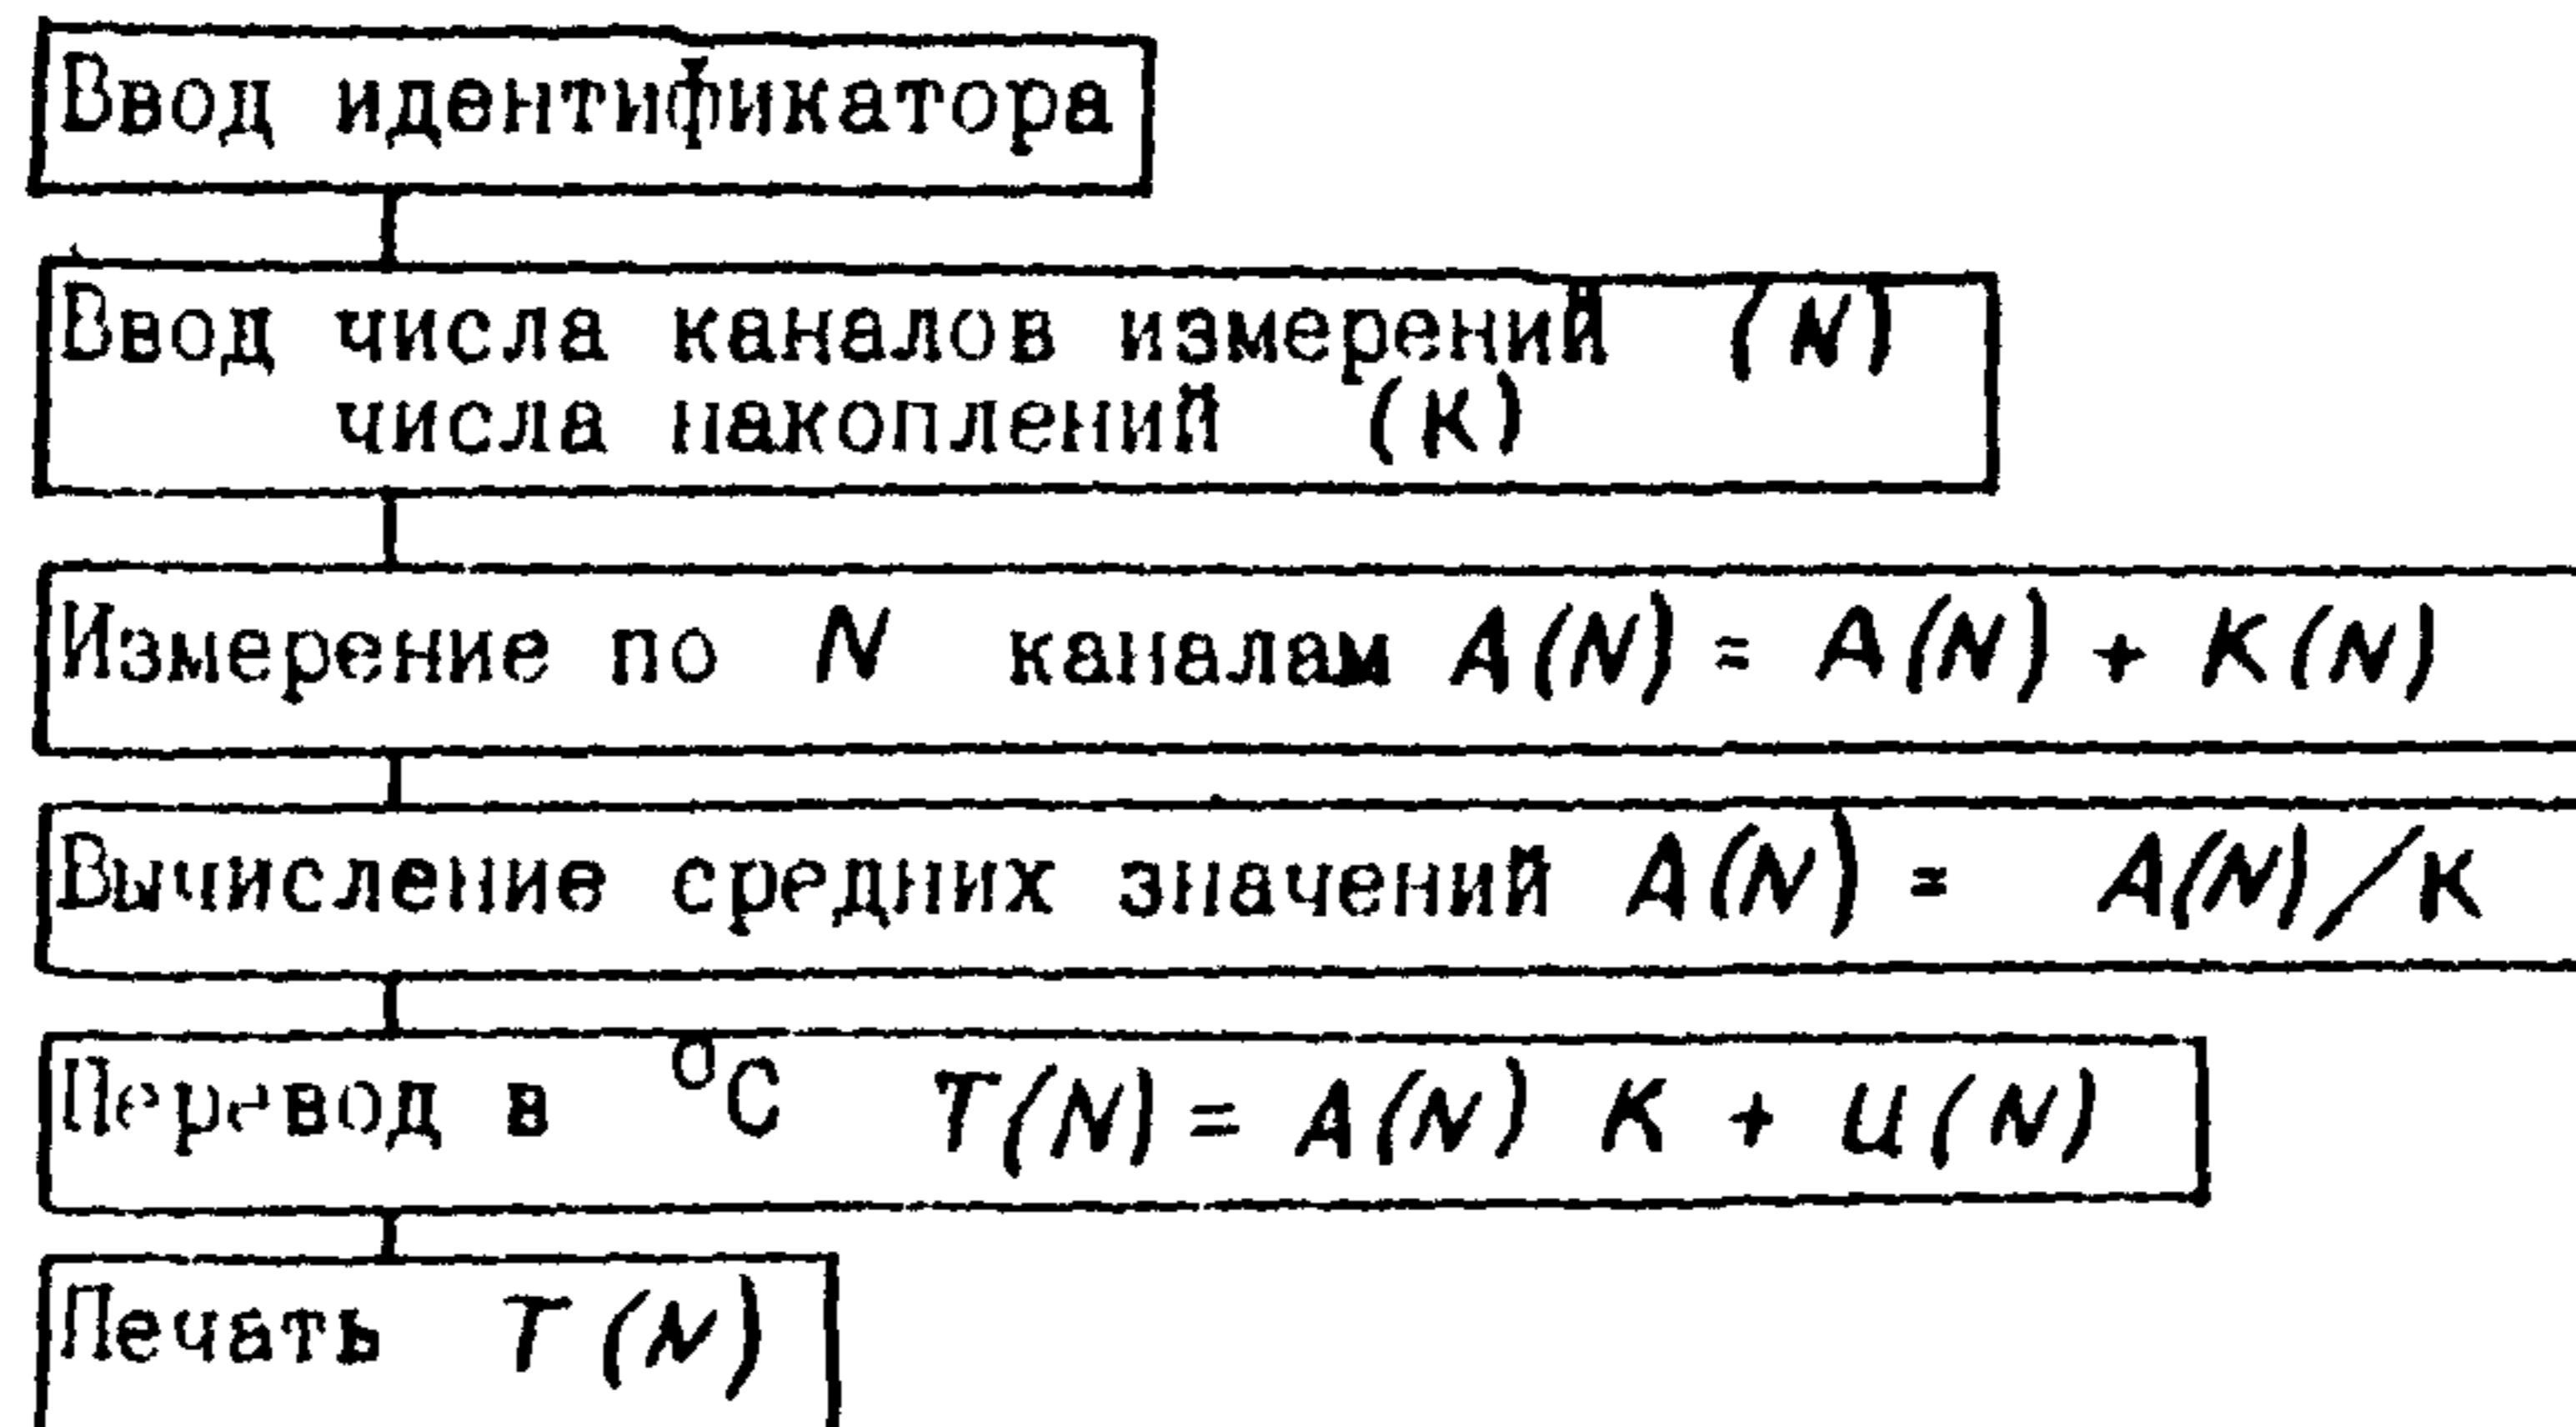 Ввод идентификатора
Ввод числа каналов измерений (N)
числа накоплений (K)
Измерение по N каналам A(N) = A(N) + K(N)
Вычисление средних значений A(N) = A(N)/K
Перевод в °C T(N) = A(N) K + U(N)
Печать T(N)